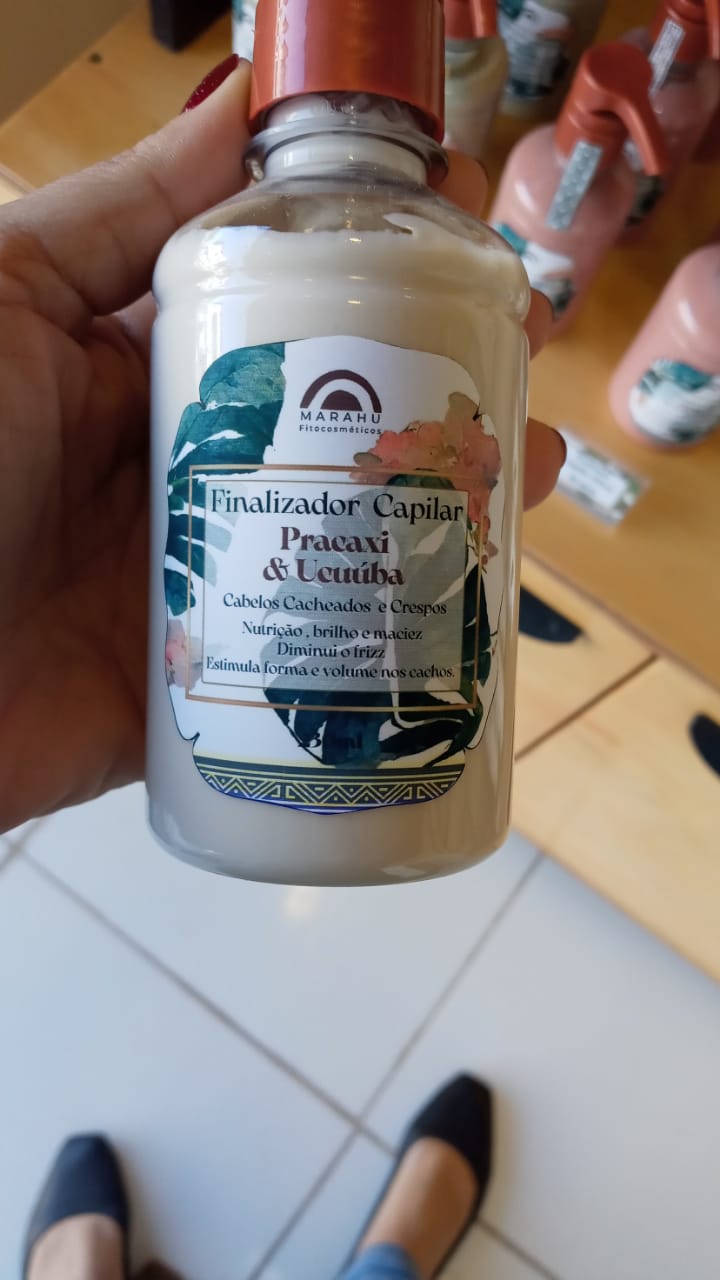 MARAHU
Fitocosméticos
Finalizador Capilar
Pracaxi
& Ucuúba
Cabelos Cacheados e Crespos
Nutrição , brilho e maciez
Diminui o frizz
Estimula forma e volume nos cachos.